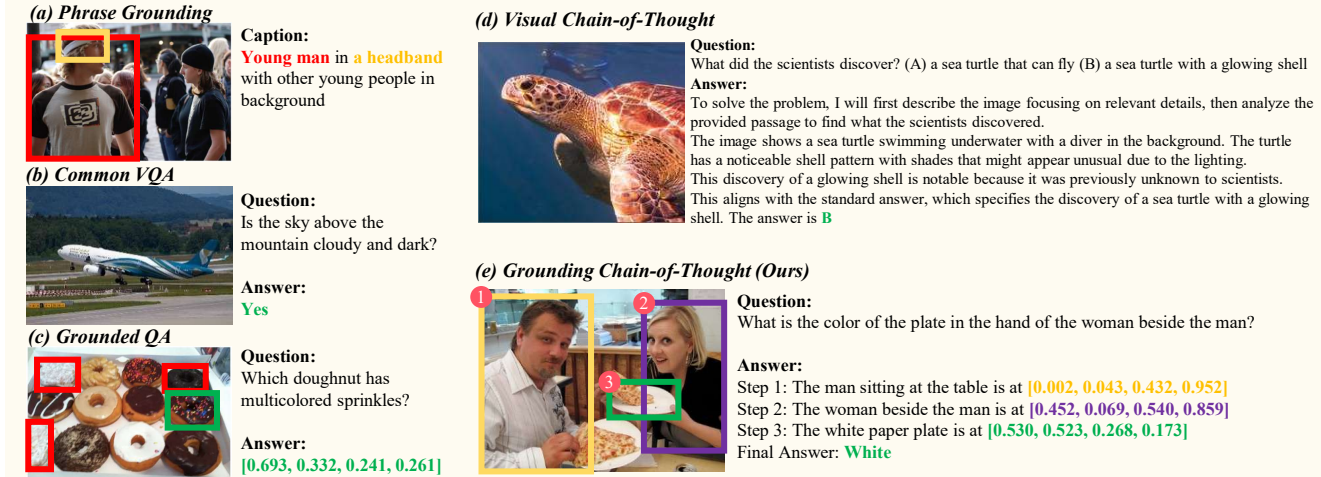 (a) Phrase Grounding
Caption:
Young man in a headband
with other young people in
background
(b) Common VQA
Question:
Is the sky above the
mountain cloudy and dark?
Answer:
Yes
(c) Grounded QA
Question:
Which doughnut has
multicolored sprinkles?
Answer:
[0.693, 0.332, 0.241, 0.261]
(d) Visual Chain-of-Thought
Question:
What did the scientists discover? (A) a sea turtle that can fly (B) a sea turtle with a glowing shell
Answer:
To solve the problem, I will first describe the image focusing on relevant details, then analyze the
provided passage to find what the scientists discovered.
The image shows a sea turtle swimming underwater with a diver in the background. The turtle
has a noticeable shell pattern with shades that might appear unusual due to the lighting.
This discovery of a glowing shell is notable because it was previously unknown to scientists.
This aligns with the standard answer, which specifies the discovery of a sea turtle with a glowing
shell. The answer is B
(e) Grounding Chain-of-Thought (Ours)
1
2
3
Question:
What is the color of the plate in the hand of the woman beside the man?
Answer:
Step 1: The man sitting at the table is at [0.002, 0.043, 0.432, 0.952]
Step 2: The woman beside the man is at [0.452, 0.069, 0.540, 0.859]
Step 3: The white paper plate is at [0.530, 0.523, 0.268, 0.173]
Final Answer: White